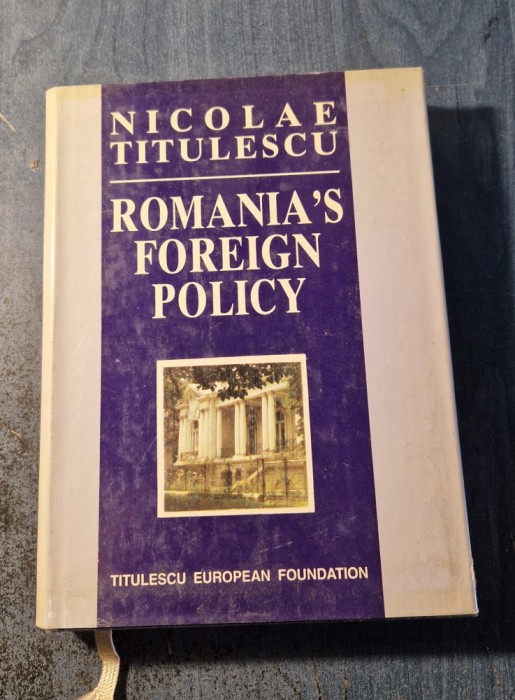 NICOLAE
TITULESCU
ROMANIA'S
FOREIGN
POLICY
TITULESCU EUROPEAN FOUNDATION